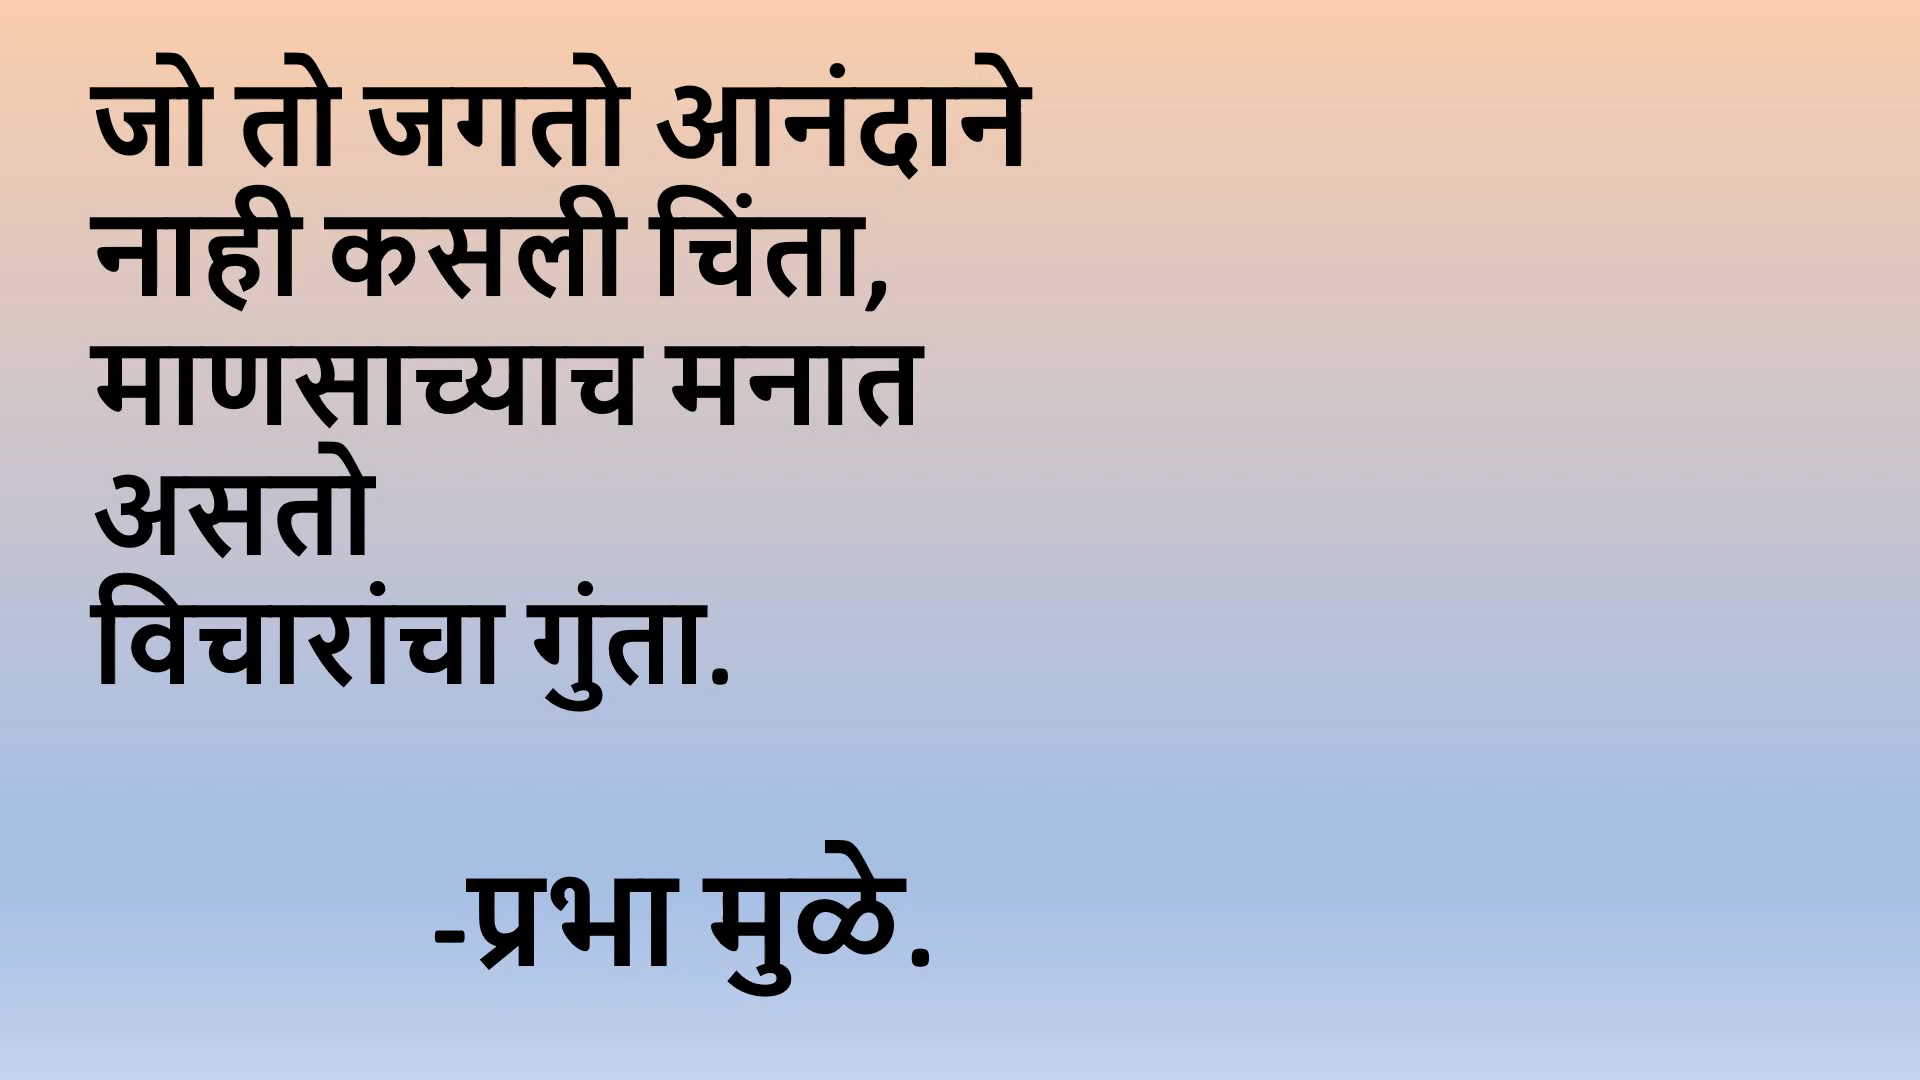 जो तो जगतो आनंदाने
नाही कसली चिंता,
माणसाच्याच मनात
असतो
विचारांचा गुंता.
-प्रभा मुळे.